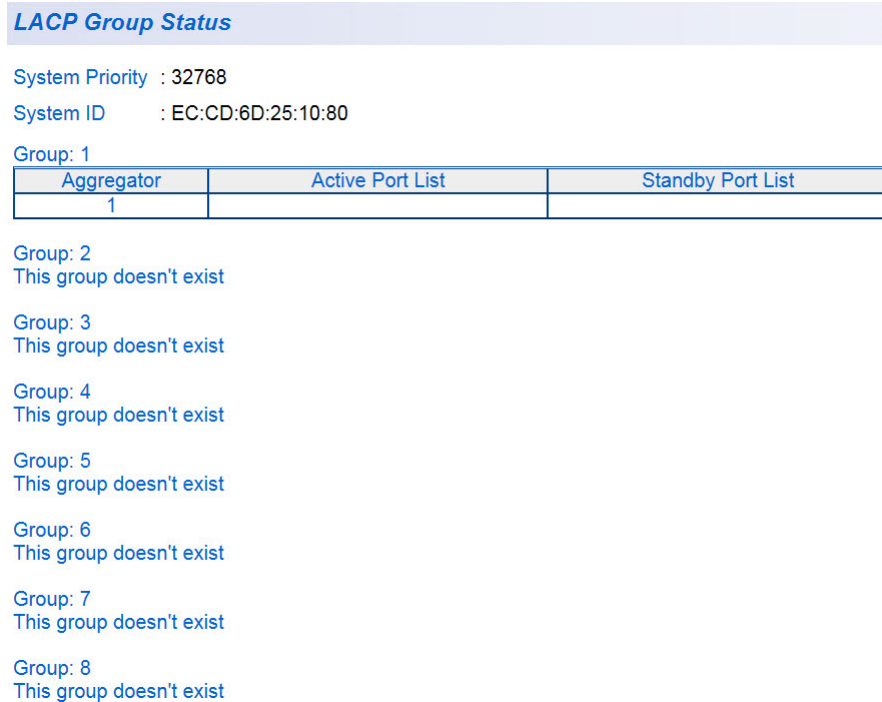 LACP Group Status
System Priority : 32768
System ID : EC:CD:6D:25:10:80
Group: 1
Aggregator Active Port List Standby Port List
1
Group: 2
This group doesn't exist
Group: 3
This group doesn't exist
Group: 4
This group doesn't exist
Group: 5
This group doesn't exist
Group: 6
This group doesn't exist
Group: 7
This group doesn't exist
Group: 8
This group doesn't exist